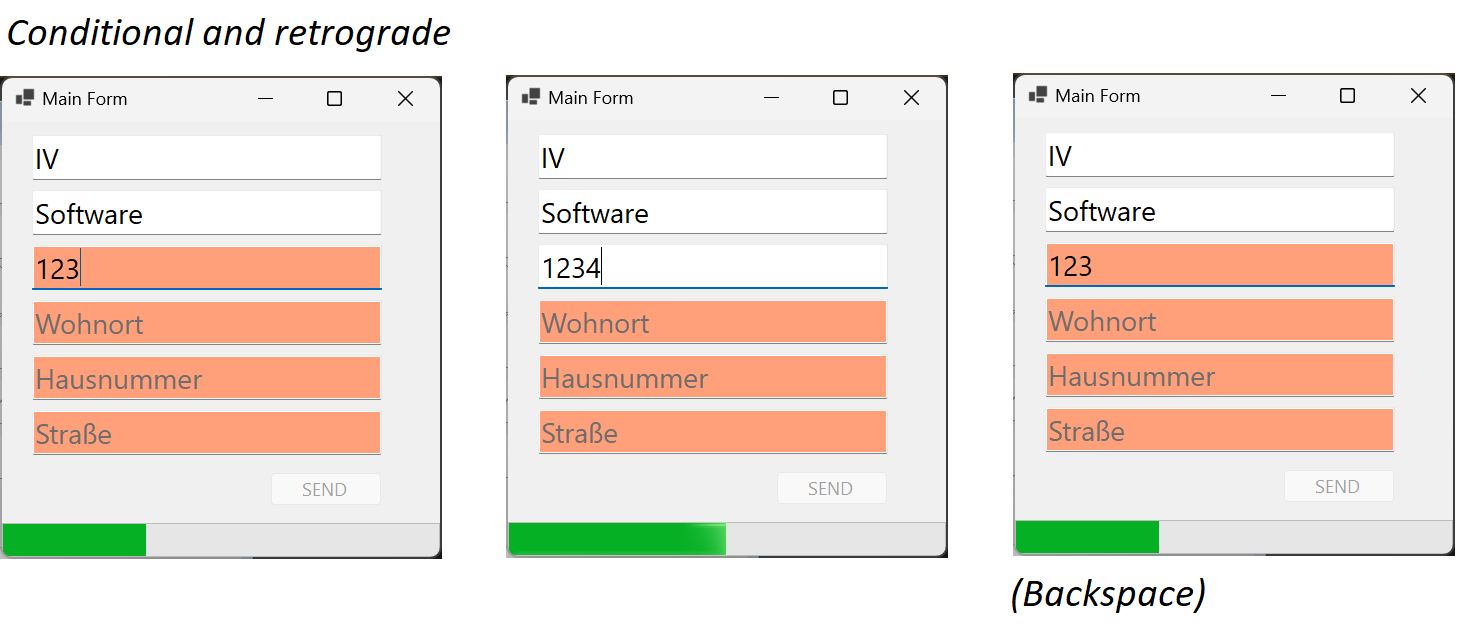 Conditional and retrograde
Main Form
IV
Software
123
Wohnort
Hausnummer
Straße
SEND
Main Form
IV
Software
1234
Wohnort
Hausnummer
Straße
SEND
Main Form
IV
Software
123
Wohnort
Hausnummer
Straße
SEND
(Backspace)